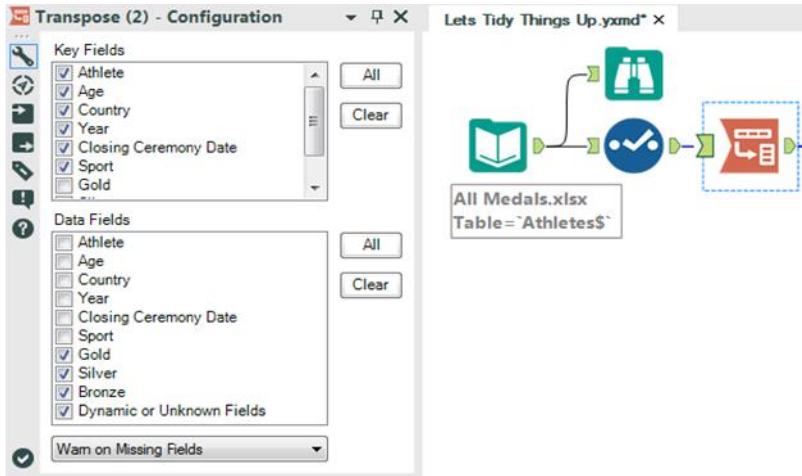 Transpose (2) - Configuration
Key Fields
Athlete
Age
Country
Year
Closing Ceremony Date
Sport
Gold
All
Clear
Data Fields
Athlete
Age
Country
Year
Closing Ceremony Date
Sport
Gold
Silver
Bronze
Dynamic or Unknown Fields
All
Clear
Warn on Missing Fields
Lets Tidy Things Up.yxmd*
All Medals.xlsx
Table=`Athletes$`